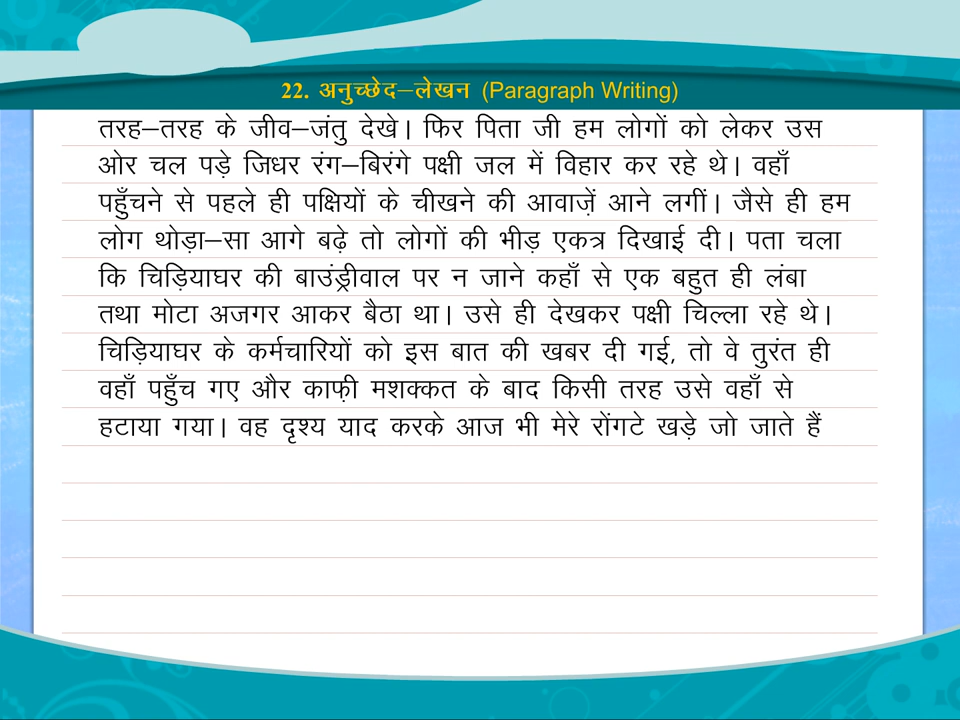 22. अनुच्छेद–लेखन (Paragraph Writing)
तरह–तरह के जीव–जंतु देखे। फिर पिता जी हम लोगों को लेकर उस
ओर चल पड़े जिधर रंग–बिरंगे पक्षी जल में विहार कर रहे थे। वहाँ
पहुँचने से पहले ही पक्षियों के चीखने की आवाज़ें आने लगीं। जैसे ही हम
लोग थोड़ा–सा आगे बढ़े तो लोगों की भीड़ एकत्र दिखाई दी। पता चला
कि चिड़ियाघर की बाउंड्रीवाल पर न जाने कहाँ से एक बहुत ही लंबा
तथा मोटा अजगर आकर बैठा था। उसे ही देखकर पक्षी चिल्ला रहे थे।
चिड़ियाघर के कर्मचारियों को इस बात की खबर दी गई, तो वे तुरंत ही
वहाँ पहुँच गए और काफ़ी मशक्कत के बाद किसी तरह उसे वहाँ से
हटाया गया। वह दृश्य याद करके आज भी मेरे रोंगटे खड़े जो जाते हैं